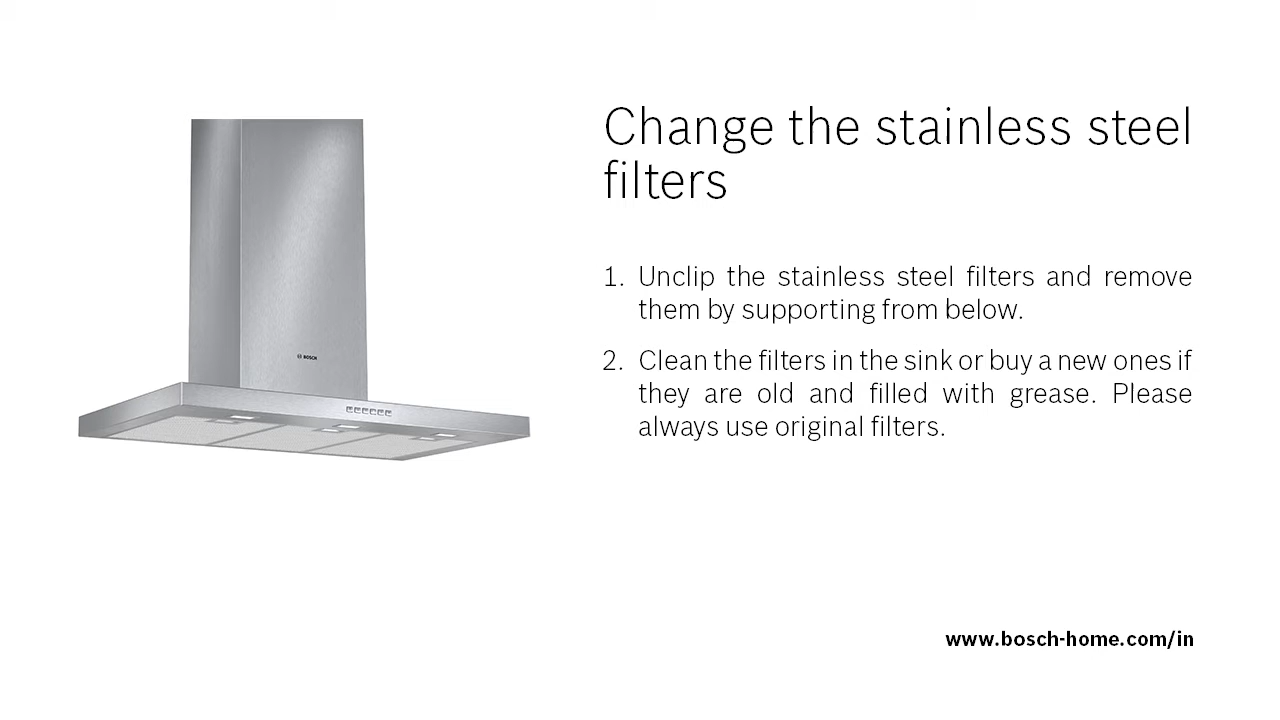 Change the stainless steel
filters
1. Unclip the stainless steel filters and remove
them by supporting from below.
2. Clean the filters in the sink or buy a new ones if
they are old and filled with grease. Please
always use original filters.
BOSCH
www.bosch-home.com/in